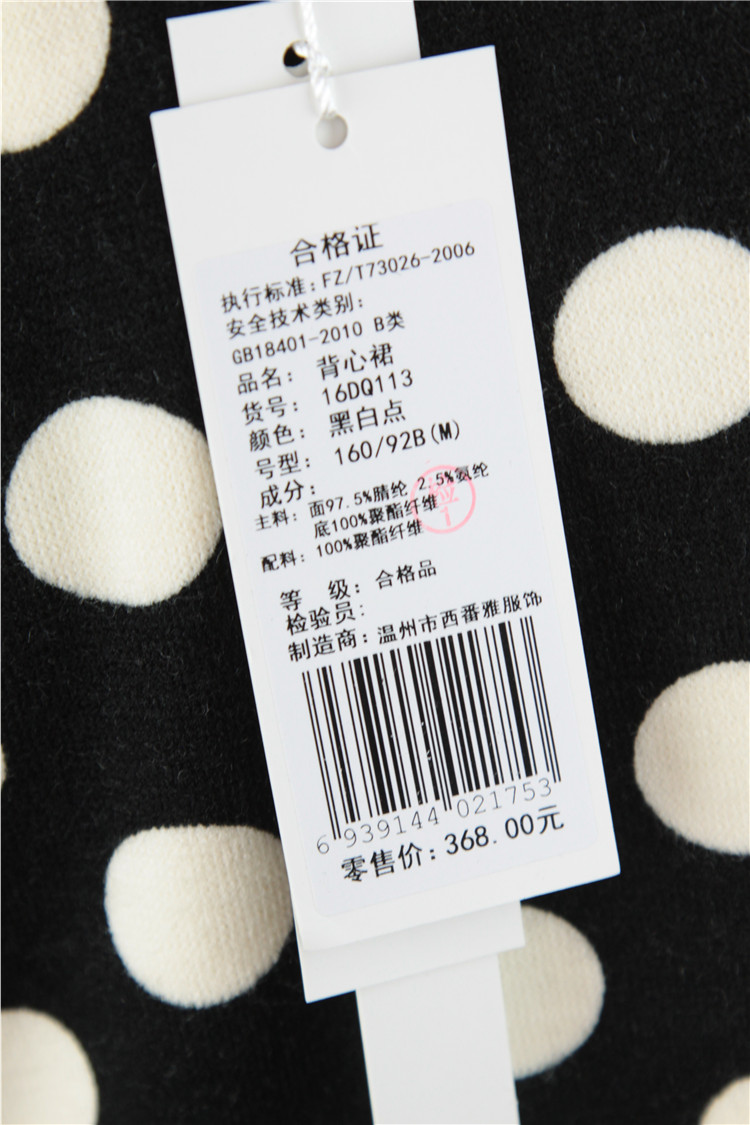 合格证
执行标准:FZ/T73026-2006
安全技术类别:
GB18401-2010 B类
品名: 背心裙
货号: 16DQ113
颜色: 黑白点
号型: 160/92B(M)
成分:
主料: 面97.5%腈纶 2.5%氨纶
底100%聚酯纤维
配料: 100%聚酯纤维
等 级: 合格品
检验员:
制造商: 温州市西番雅服饰
6 939144 021753
零售价: 368.00元
检
1